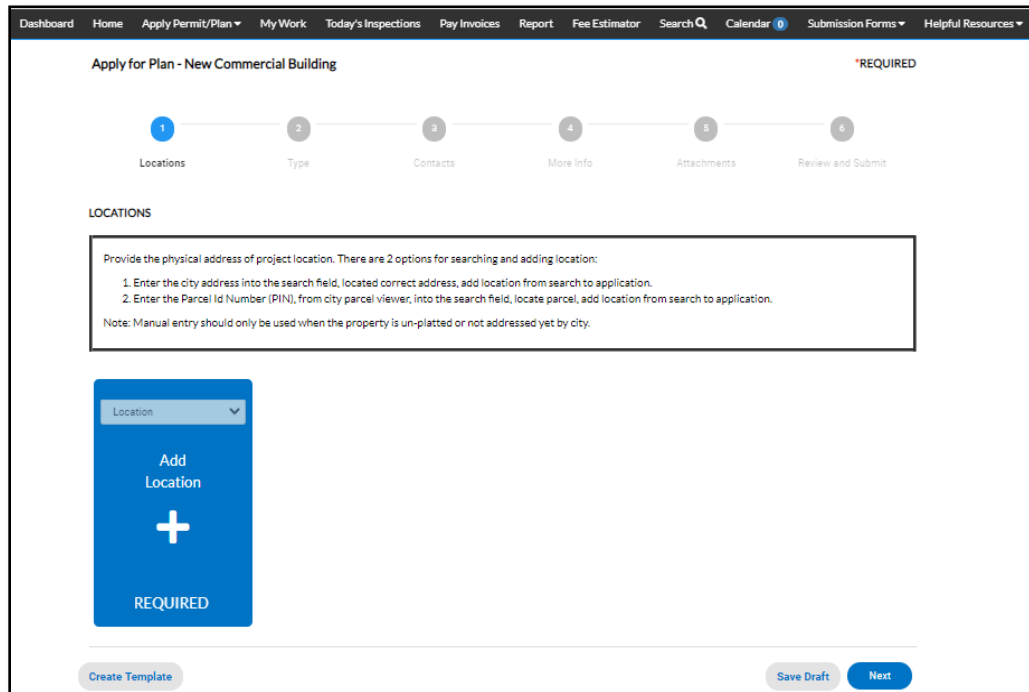 Dashboard Home Apply Permit/Plan My Work Today's Inspections Pay Invoices Report Fee Estimator Search Calendar 0 Submission Forms Helpful Resources
Apply for Plan - New Commercial Building *REQUIRED
1 2 3 4 5 6
Locations Type Contacts More Info Attachments Review and Submit
LOCATIONS
Provide the physical address of project location. There are 2 options for searching and adding location:
1. Enter the city address into the search field, located correct address, add location from search to application.
2. Enter the Parcel Id Number (PIN), from city parcel viewer, into the search field, locate parcel, add location from search to application.
Note: Manual entry should only be used when the property is un-platted or not addressed yet by city.
Location
Add
Location
REQUIRED
Create Template Save Draft Next